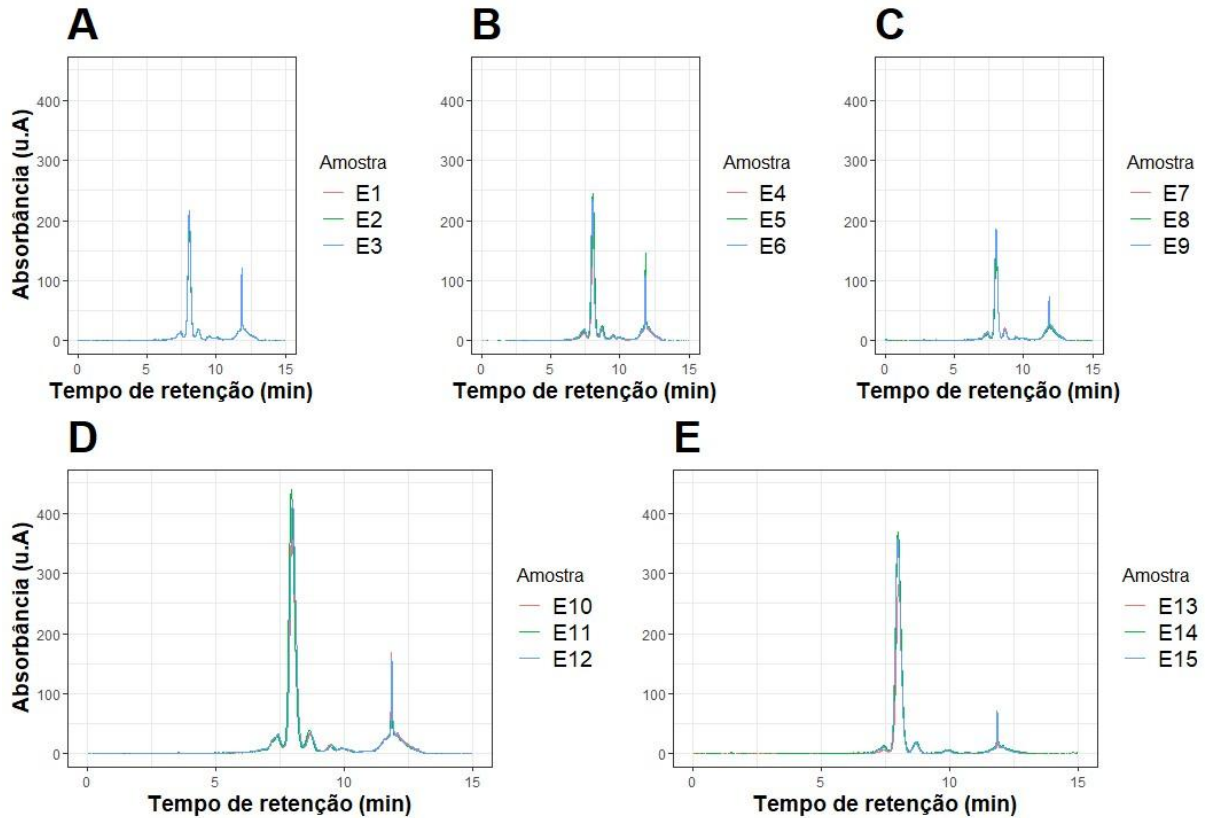 A
B
C
Absorbância (u.A)
400
300
200
100
0
0
5
10
15
Tempo de retenção (min)
Amostra
E1
E2
E3
400
300
200
100
0
0
5
10
15
Tempo de retenção (min)
Amostra
E4
E5
E6
400
300
200
100
0
0
5
10
15
Tempo de retenção (min)
Amostra
E7
E8
E9
D
E
Absorbância (u.A)
400
300
200
100
0
0
5
10
15
Tempo de retenção (min)
Amostra
E10
E11
E12
400
300
200
100
0
0
5
10
15
Tempo de retenção (min)
Amostra
E13
E14
E15